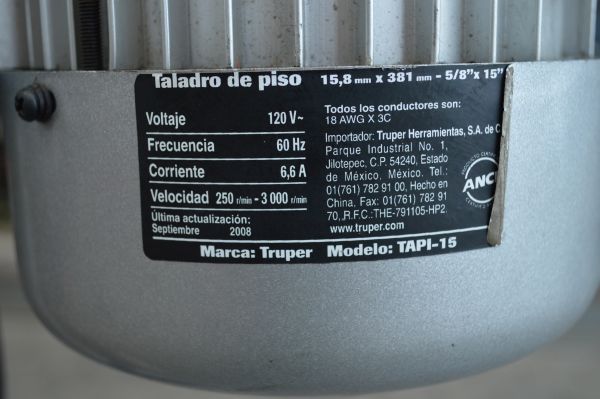 Taladro de piso 15,8 mm x 381 mm - 5/8" x 15"
Voltaje 120 V~
Frecuencia 60 Hz
Corriente 6,6 A
Velocidad 250 r/min - 3 000 r/min
Última actualización:
Septiembre 2008
Todos los conductores son:
18 AWG X 3C
Importador: Truper Herramientas, S.A. de C
Parque Industrial No. 1,
Jilotepec, C.P. 54240, Estado
de México, México. Tel.:
01(761) 782 91 00, Hecho en
China, Fax: 01(761) 782 91
70,.R.F.C.:THE-791105-HP2.
www.truper.com
ANC
Marca: Truper Modelo: TAPI-15